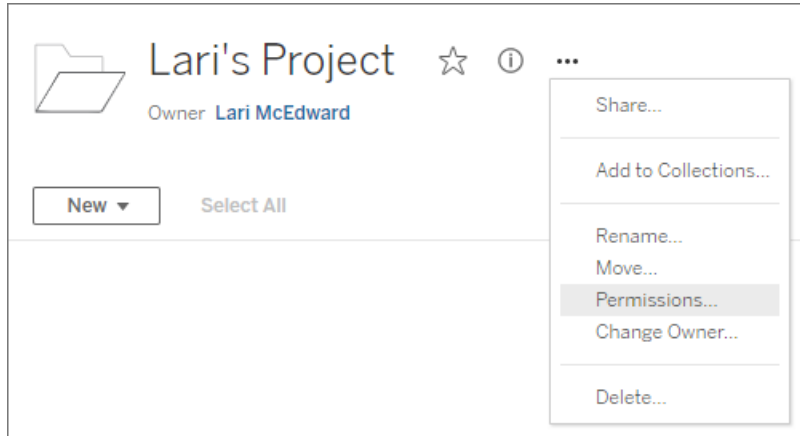 Lari's Project
Owner Lari McEdward
New
Select All
Share...
Add to Collections...
Rename...
Move...
Permissions...
Change Owner...
Delete...